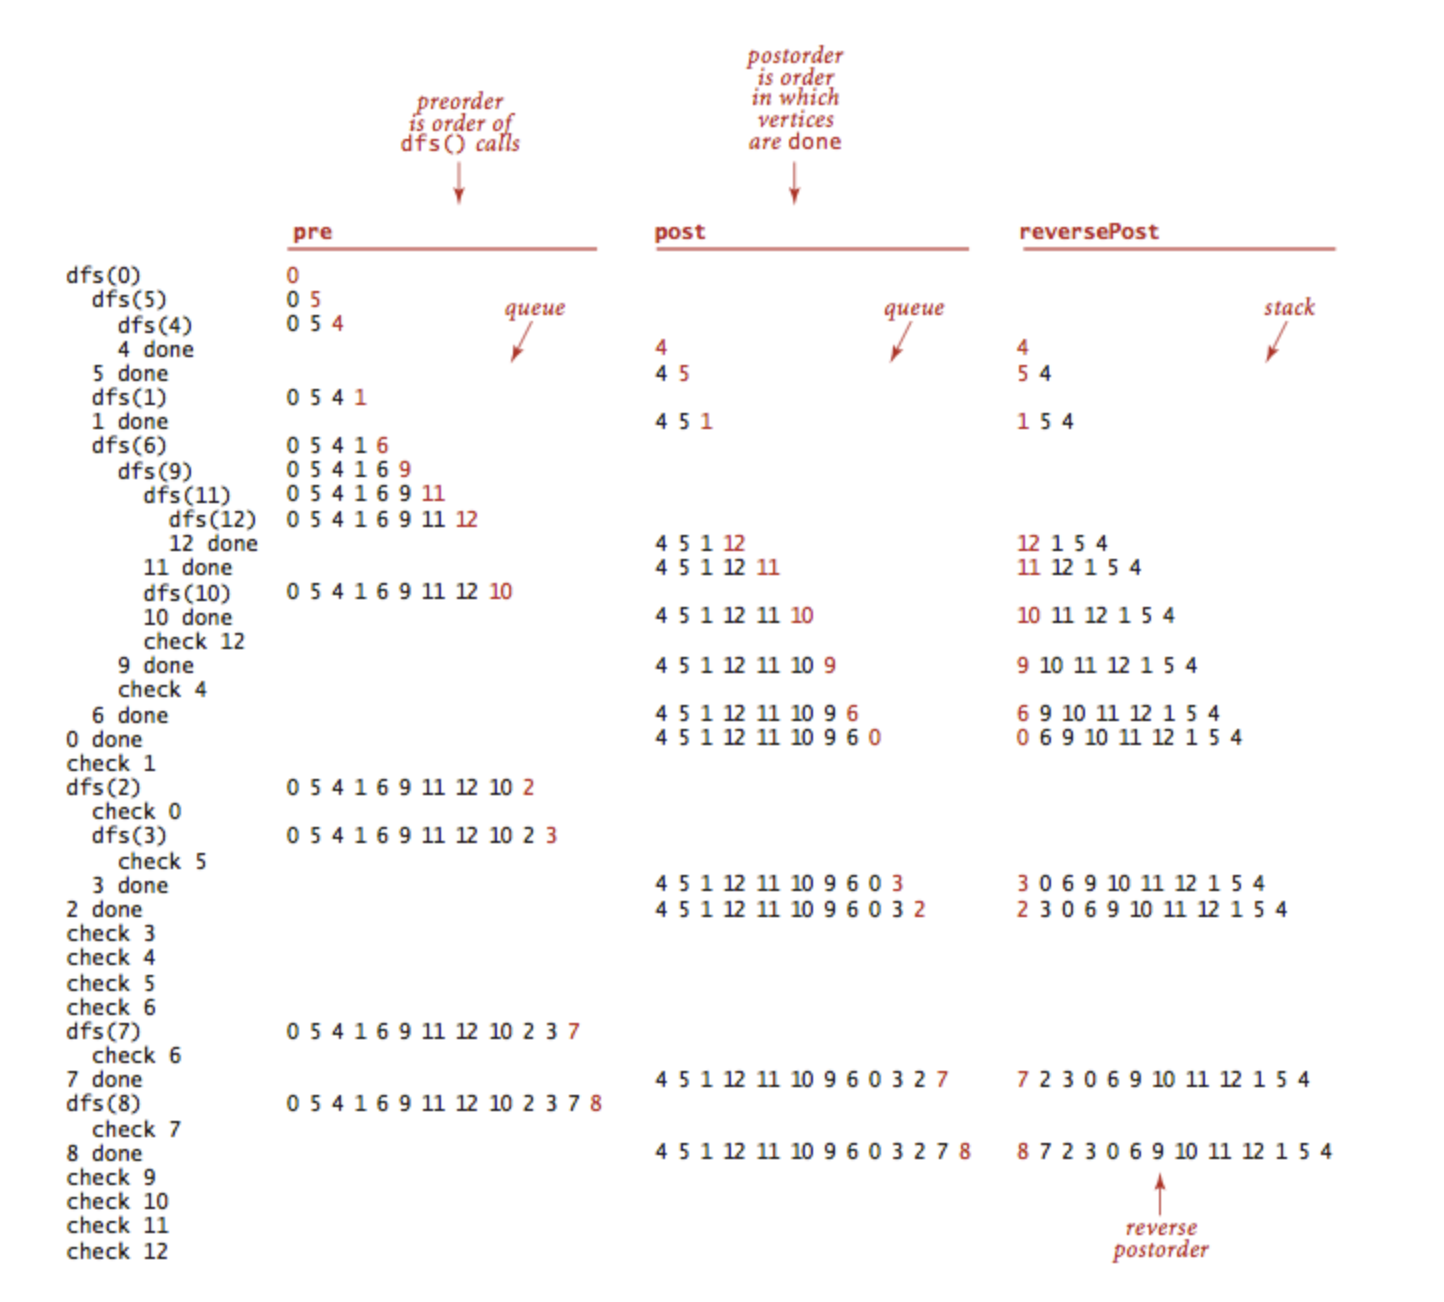 postorder
is order
in which
vertices
are done
preorder
is order of
dfs() calls
pre post reversePost
dfs(0) 0
dfs(5) 0 5
queue queue stack
dfs(4) 0 5 4
4 done 4 4
5 done 4 5 5 4
dfs(1) 0 5 4 1
1 done 4 5 1 1 5 4
dfs(6) 0 5 4 1 6
dfs(9) 0 5 4 1 6 9
dfs(11) 0 5 4 1 6 9 11
dfs(12) 0 5 4 1 6 9 11 12
12 done 4 5 1 12 12 1 5 4
11 done 4 5 1 12 11 11 12 1 5 4
dfs(10) 0 5 4 1 6 9 11 12 10
10 done 4 5 1 12 11 10 10 11 12 1 5 4
check 12
9 done 4 5 1 12 11 10 9 9 10 11 12 1 5 4
check 4
6 done 4 5 1 12 11 10 9 6 6 9 10 11 12 1 5 4
0 done 4 5 1 12 11 10 9 6 0 0 6 9 10 11 12 1 5 4
check 1
dfs(2) 0 5 4 1 6 9 11 12 10 2
check 0
dfs(3) 0 5 4 1 6 9 11 12 10 2 3
check 5
3 done 4 5 1 12 11 10 9 6 0 3 3 0 6 9 10 11 12 1 5 4
2 done 4 5 1 12 11 10 9 6 0 3 2 2 3 0 6 9 10 11 12 1 5 4
check 3
check 4
check 5
check 6
dfs(7) 0 5 4 1 6 9 11 12 10 2 3 7
check 6
7 done 4 5 1 12 11 10 9 6 0 3 2 7 7 2 3 0 6 9 10 11 12 1 5 4
dfs(8) 0 5 4 1 6 9 11 12 10 2 3 7 8
check 7
8 done 4 5 1 12 11 10 9 6 0 3 2 7 8 8 7 2 3 0 6 9 10 11 12 1 5 4
check 9
check 10
check 11
check 12
reverse
postorder